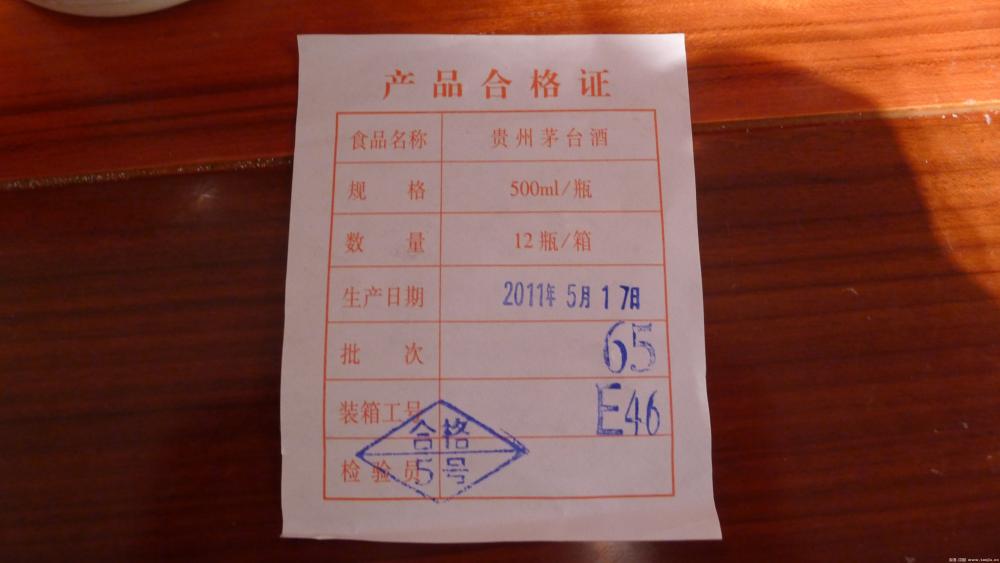 产品合格证
食品名称 贵州茅台酒
规 格 500ml/瓶
数 量 12瓶/箱
生产日期 2011年 5月 17日
批 次 65
装箱工号 E46
合格
检验员 5号